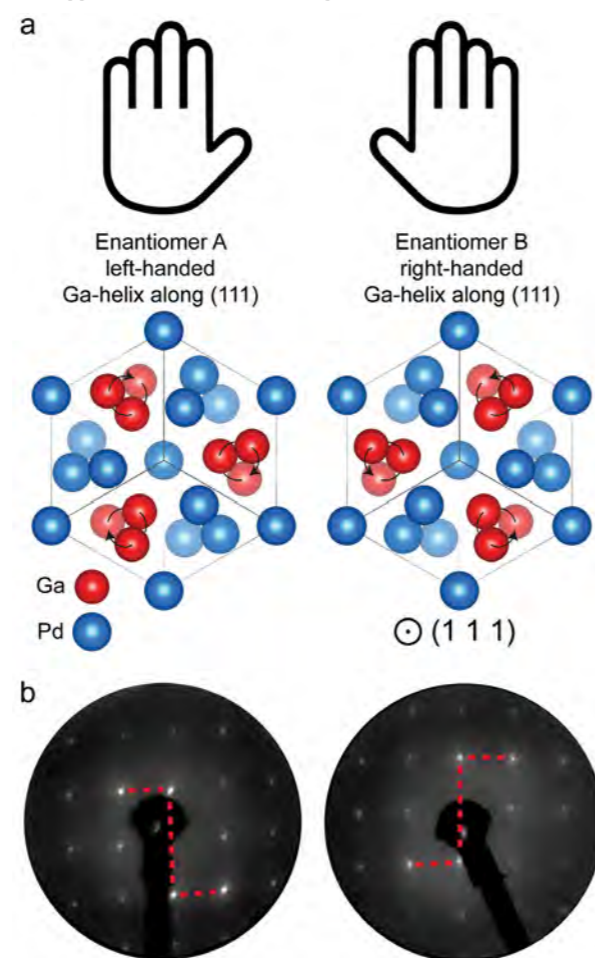 a
Enantiomer A
left-handed
Ga-helix along (111)
Enantiomer B
right-handed
Ga-helix along (111)
Ga
Pd
⊙ (1 1 1)
b